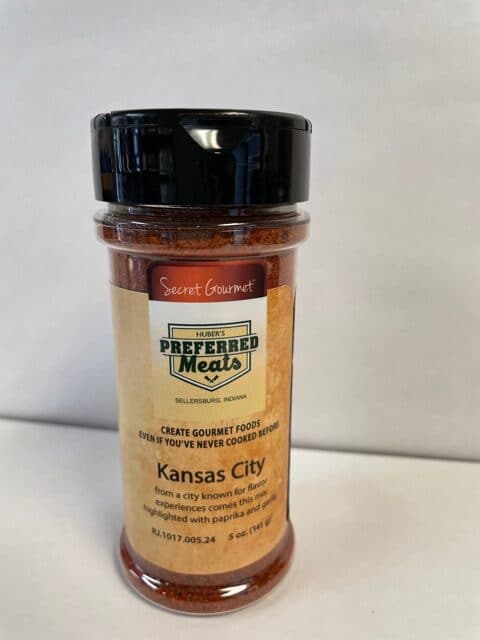 Secret Gourmet
HUBER'S
PREFERRED
Meats
SELLERSBURG, INDIANA
CREATE GOURMET FOODS
EVEN IF YOU'VE NEVER COOKED BEFORE
Kansas City
from a city known for flavor
experiences comes this mix
highlighted with paprika and garlic
RJ.1017.005.24 5 oz. (141 g)